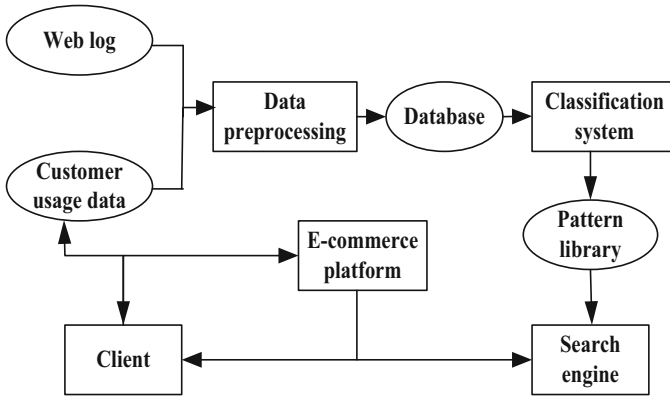 Web log
Data
preprocessing
Database
Classification
system
Customer
usage data
Pattern
library
E-commerce
platform
Client
Search
engine